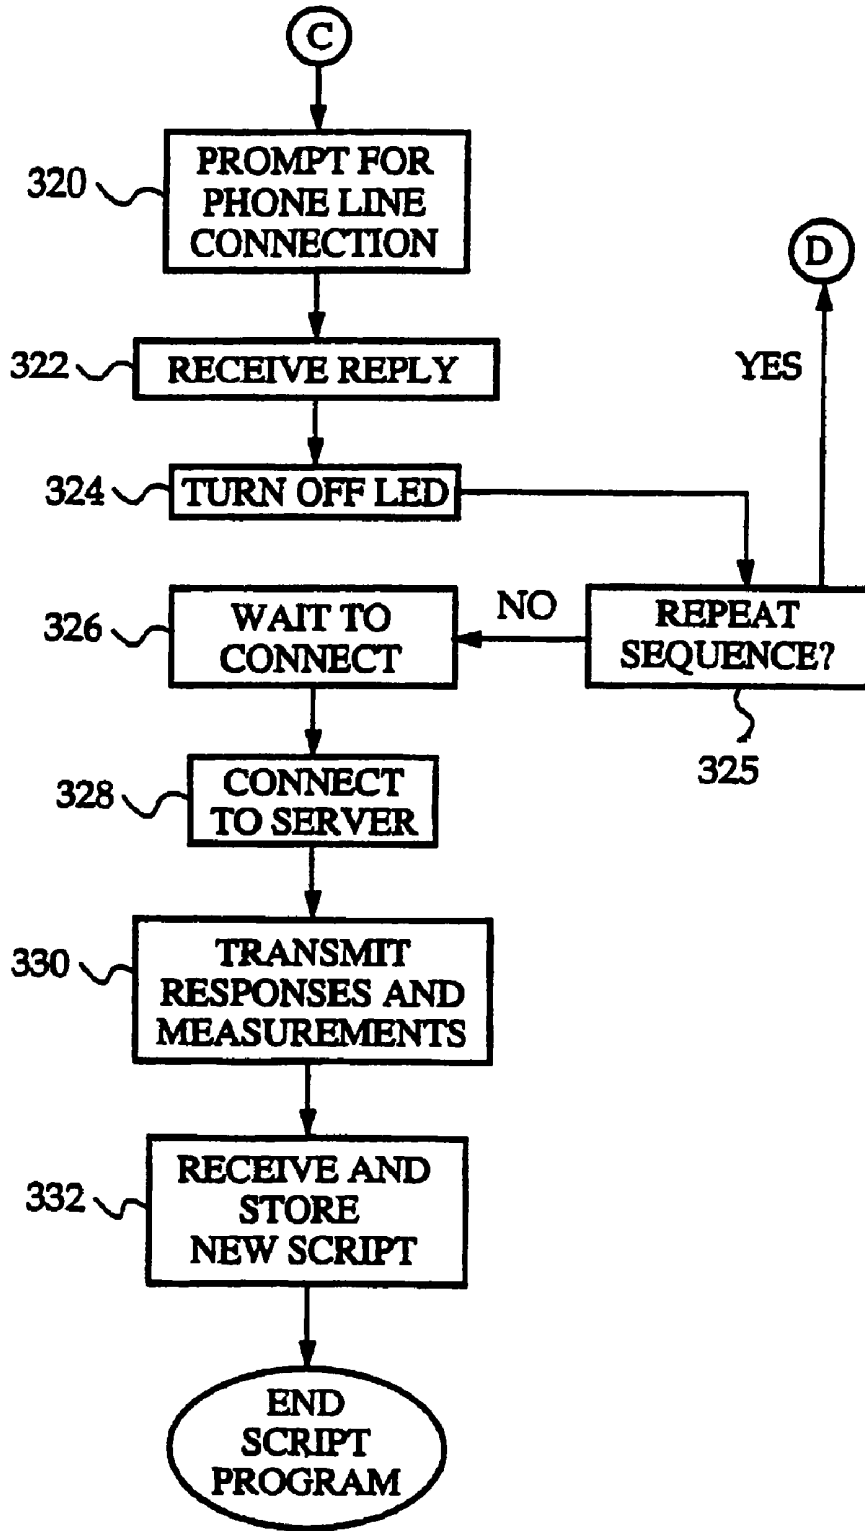 C
320
PROMPT FOR
PHONE LINE
CONNECTION
D
322
RECEIVE REPLY
YES
324
TURN OFF LED
326
WAIT TO
CONNECT
NO
REPEAT
SEQUENCE?
325
328
CONNECT
TO SERVER
330
TRANSMIT
RESPONSES AND
MEASUREMENTS
332
RECEIVE AND
STORE
NEW SCRIPT
END
SCRIPT
PROGRAM